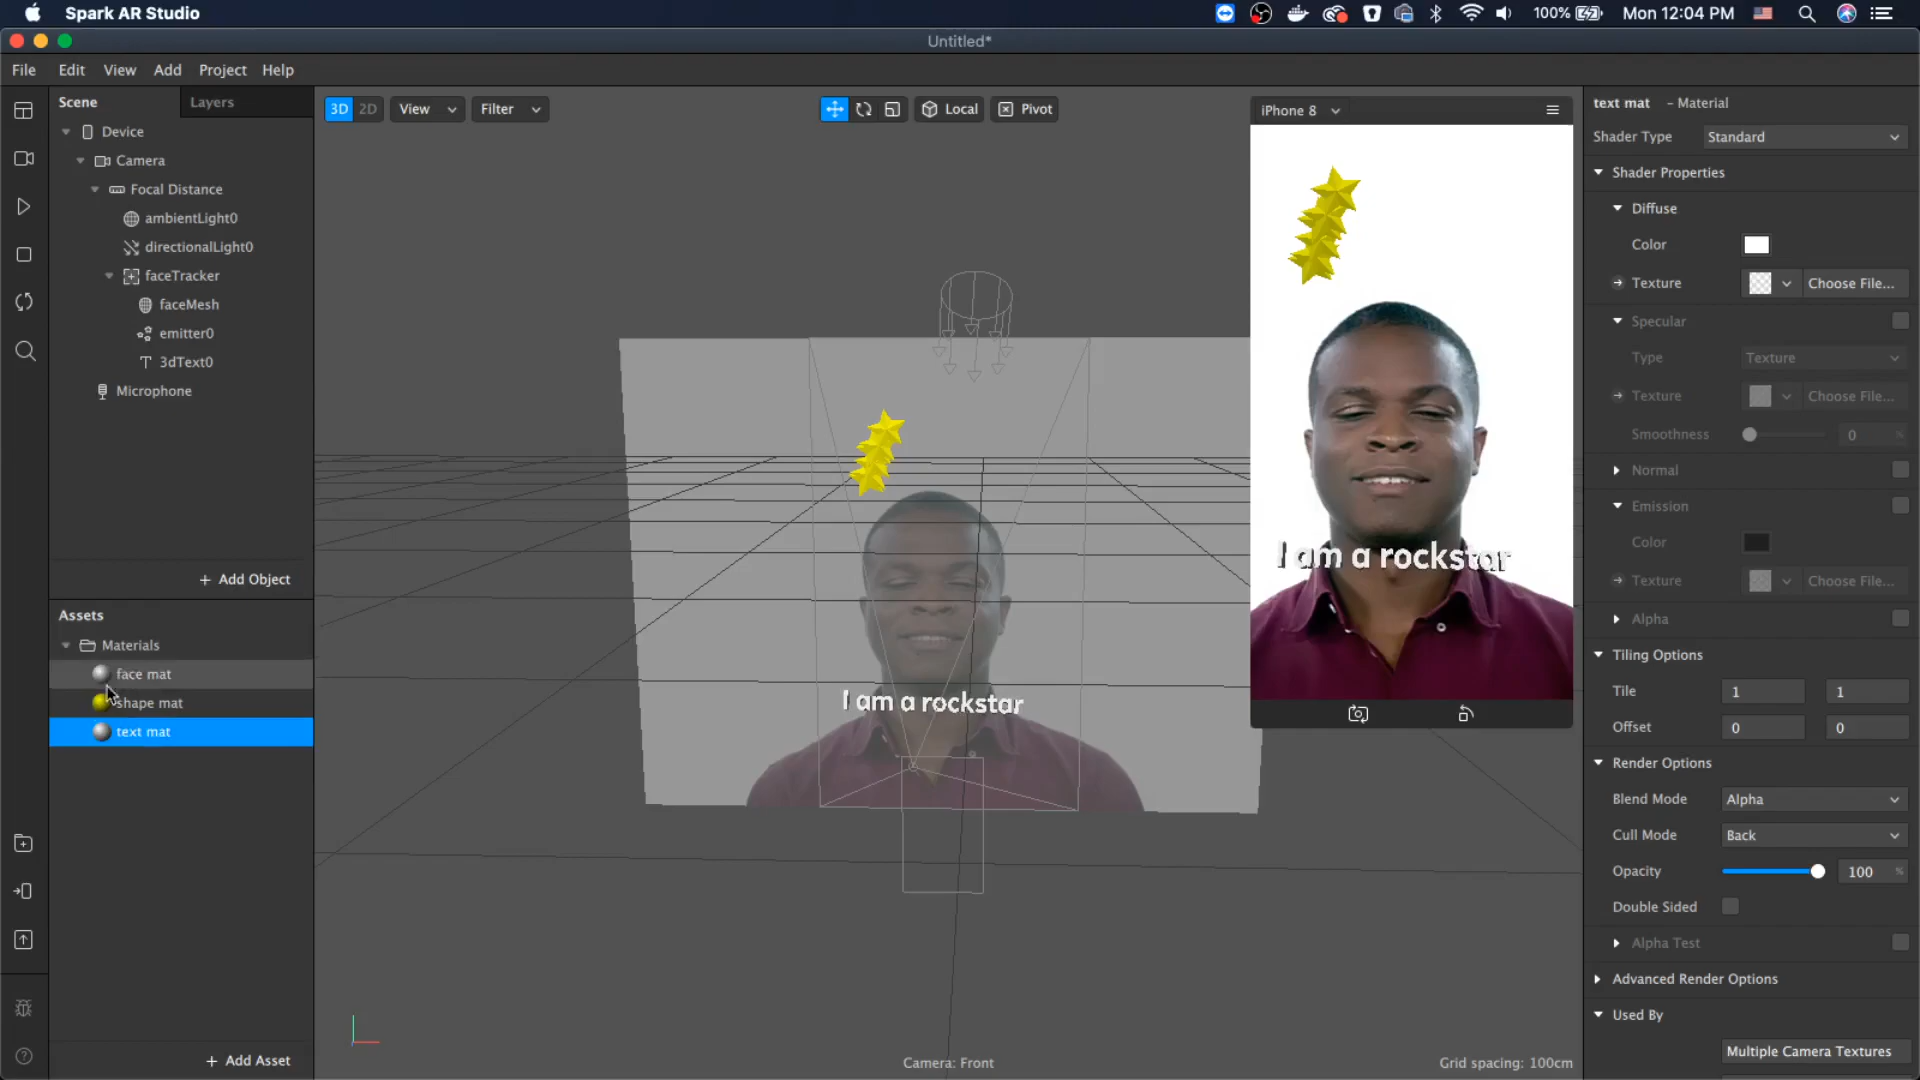 Spark AR Studio
100%
Mon 12:04 PM
Untitled*
File
Edit
View
Add
Project
Help
Scene
Layers
3D
2D
View
Filter
Local
Pivot
iPhone 8
Device
Camera
Focal Distance
ambientLight0
directionalLight0
faceTracker
faceMesh
emitter0
3dText0
Microphone
+ Add Object
Assets
Materials
face mat
shape mat
text mat
+ Add Asset
I am a rockstar
I am a rockstar
Camera: Front
Grid spacing: 100cm
text mat - Material
Shader Type
Standard
Shader Properties
Diffuse
Color
Texture
Choose File...
Specular
Type
Texture
Texture
Choose File...
Smoothness
0
%
Normal
Emission
Color
Texture
Choose File...
Alpha
Tiling Options
Tile
1
1
Offset
0
0
Render Options
Blend Mode
Alpha
Cull Mode
Back
Opacity
100
%
Double Sided
Alpha Test
Advanced Render Options
Used By
Multiple Camera Textures